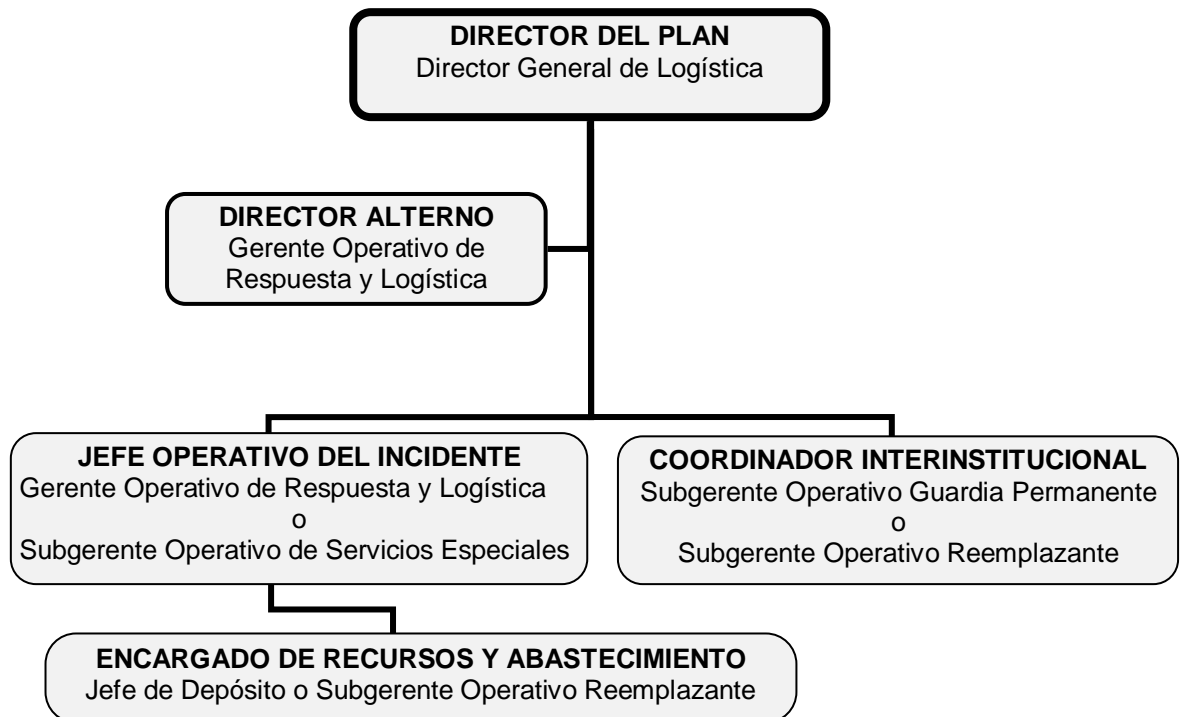 DIRECTOR DEL PLAN
Director General de Logística
DIRECTOR ALTERNO
Gerente Operativo de
Respuesta y Logística
JEFE OPERATIVO DEL INCIDENTE
Gerente Operativo de Respuesta y Logística
o
Subgerente Operativo de Servicios Especiales
COORDINADOR INTERINSTITUCIONAL
Subgerente Operativo Guardia Permanente
o
Subgerente Operativo Reemplazante
ENCARGADO DE RECURSOS Y ABASTECIMIENTO
Jefe de Depósito o Subgerente Operativo Reemplazante